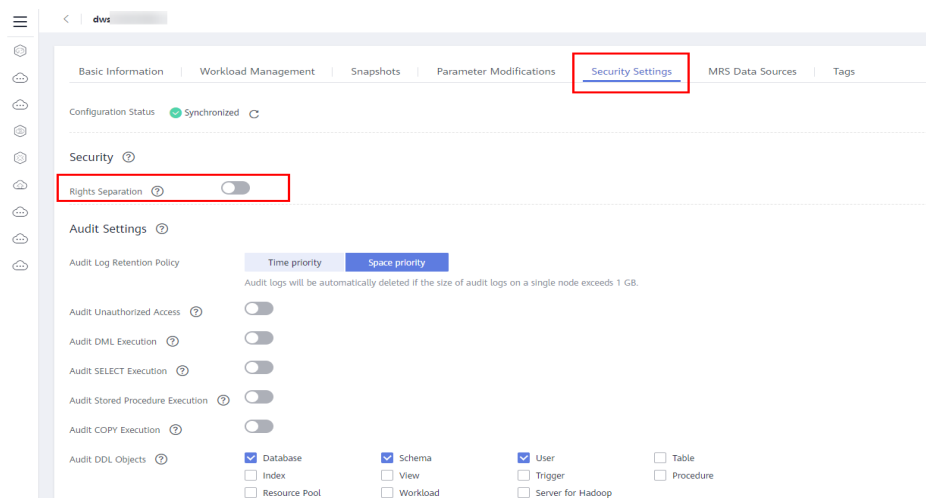 dws
Basic Information Workload Management Snapshots Parameter Modifications Security Settings MRS Data Sources Tags
Configuration Status Synchronized
Security ?
Rights Separation ?
Audit Settings ?
Audit Log Retention Policy Time priority Space priority
Audit logs will be automatically deleted if the size of audit logs on a single node exceeds 1 GB.
Audit Unauthorized Access ?
Audit DML Execution ?
Audit SELECT Execution ?
Audit Stored Procedure Execution ?
Audit COPY Execution ?
Audit DDL Objects ? Database Schema User Table
Index View Trigger Procedure
Resource Pool Workload Server for Hadoop